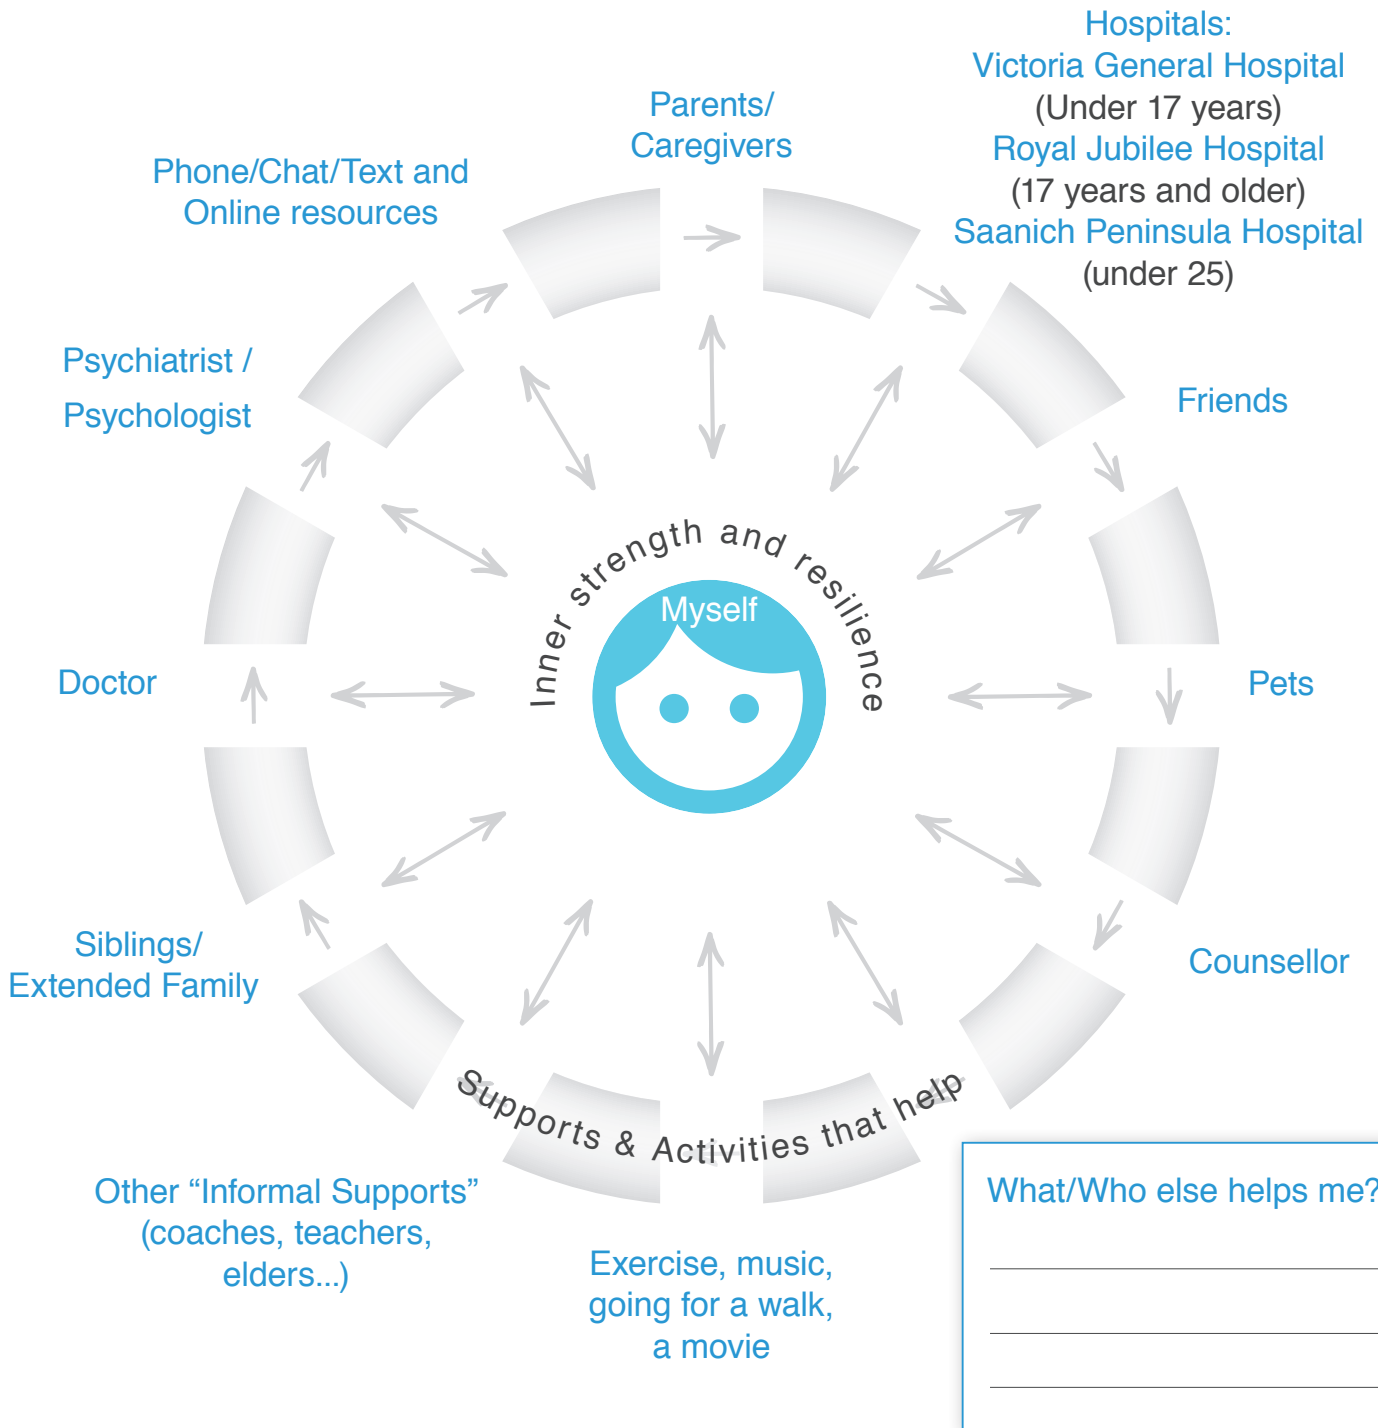 Hospitals:
Victoria General Hospital
(Under 17 years)
Royal Jubilee Hospital
(17 years and older)
Saanich Peninsula Hospital
(under 25)
Parents/
Caregivers
Phone/Chat/Text and
Online resources
Psychiatrist /
Psychologist
Friends
Inner strength and resilience
Myself
Doctor
Pets
Siblings/
Extended Family
Counsellor
Supports & Activities that help
Other “Informal Supports”
(coaches, teachers,
elders...)
Exercise, music,
going for a walk,
a movie
What/Who else helps me?